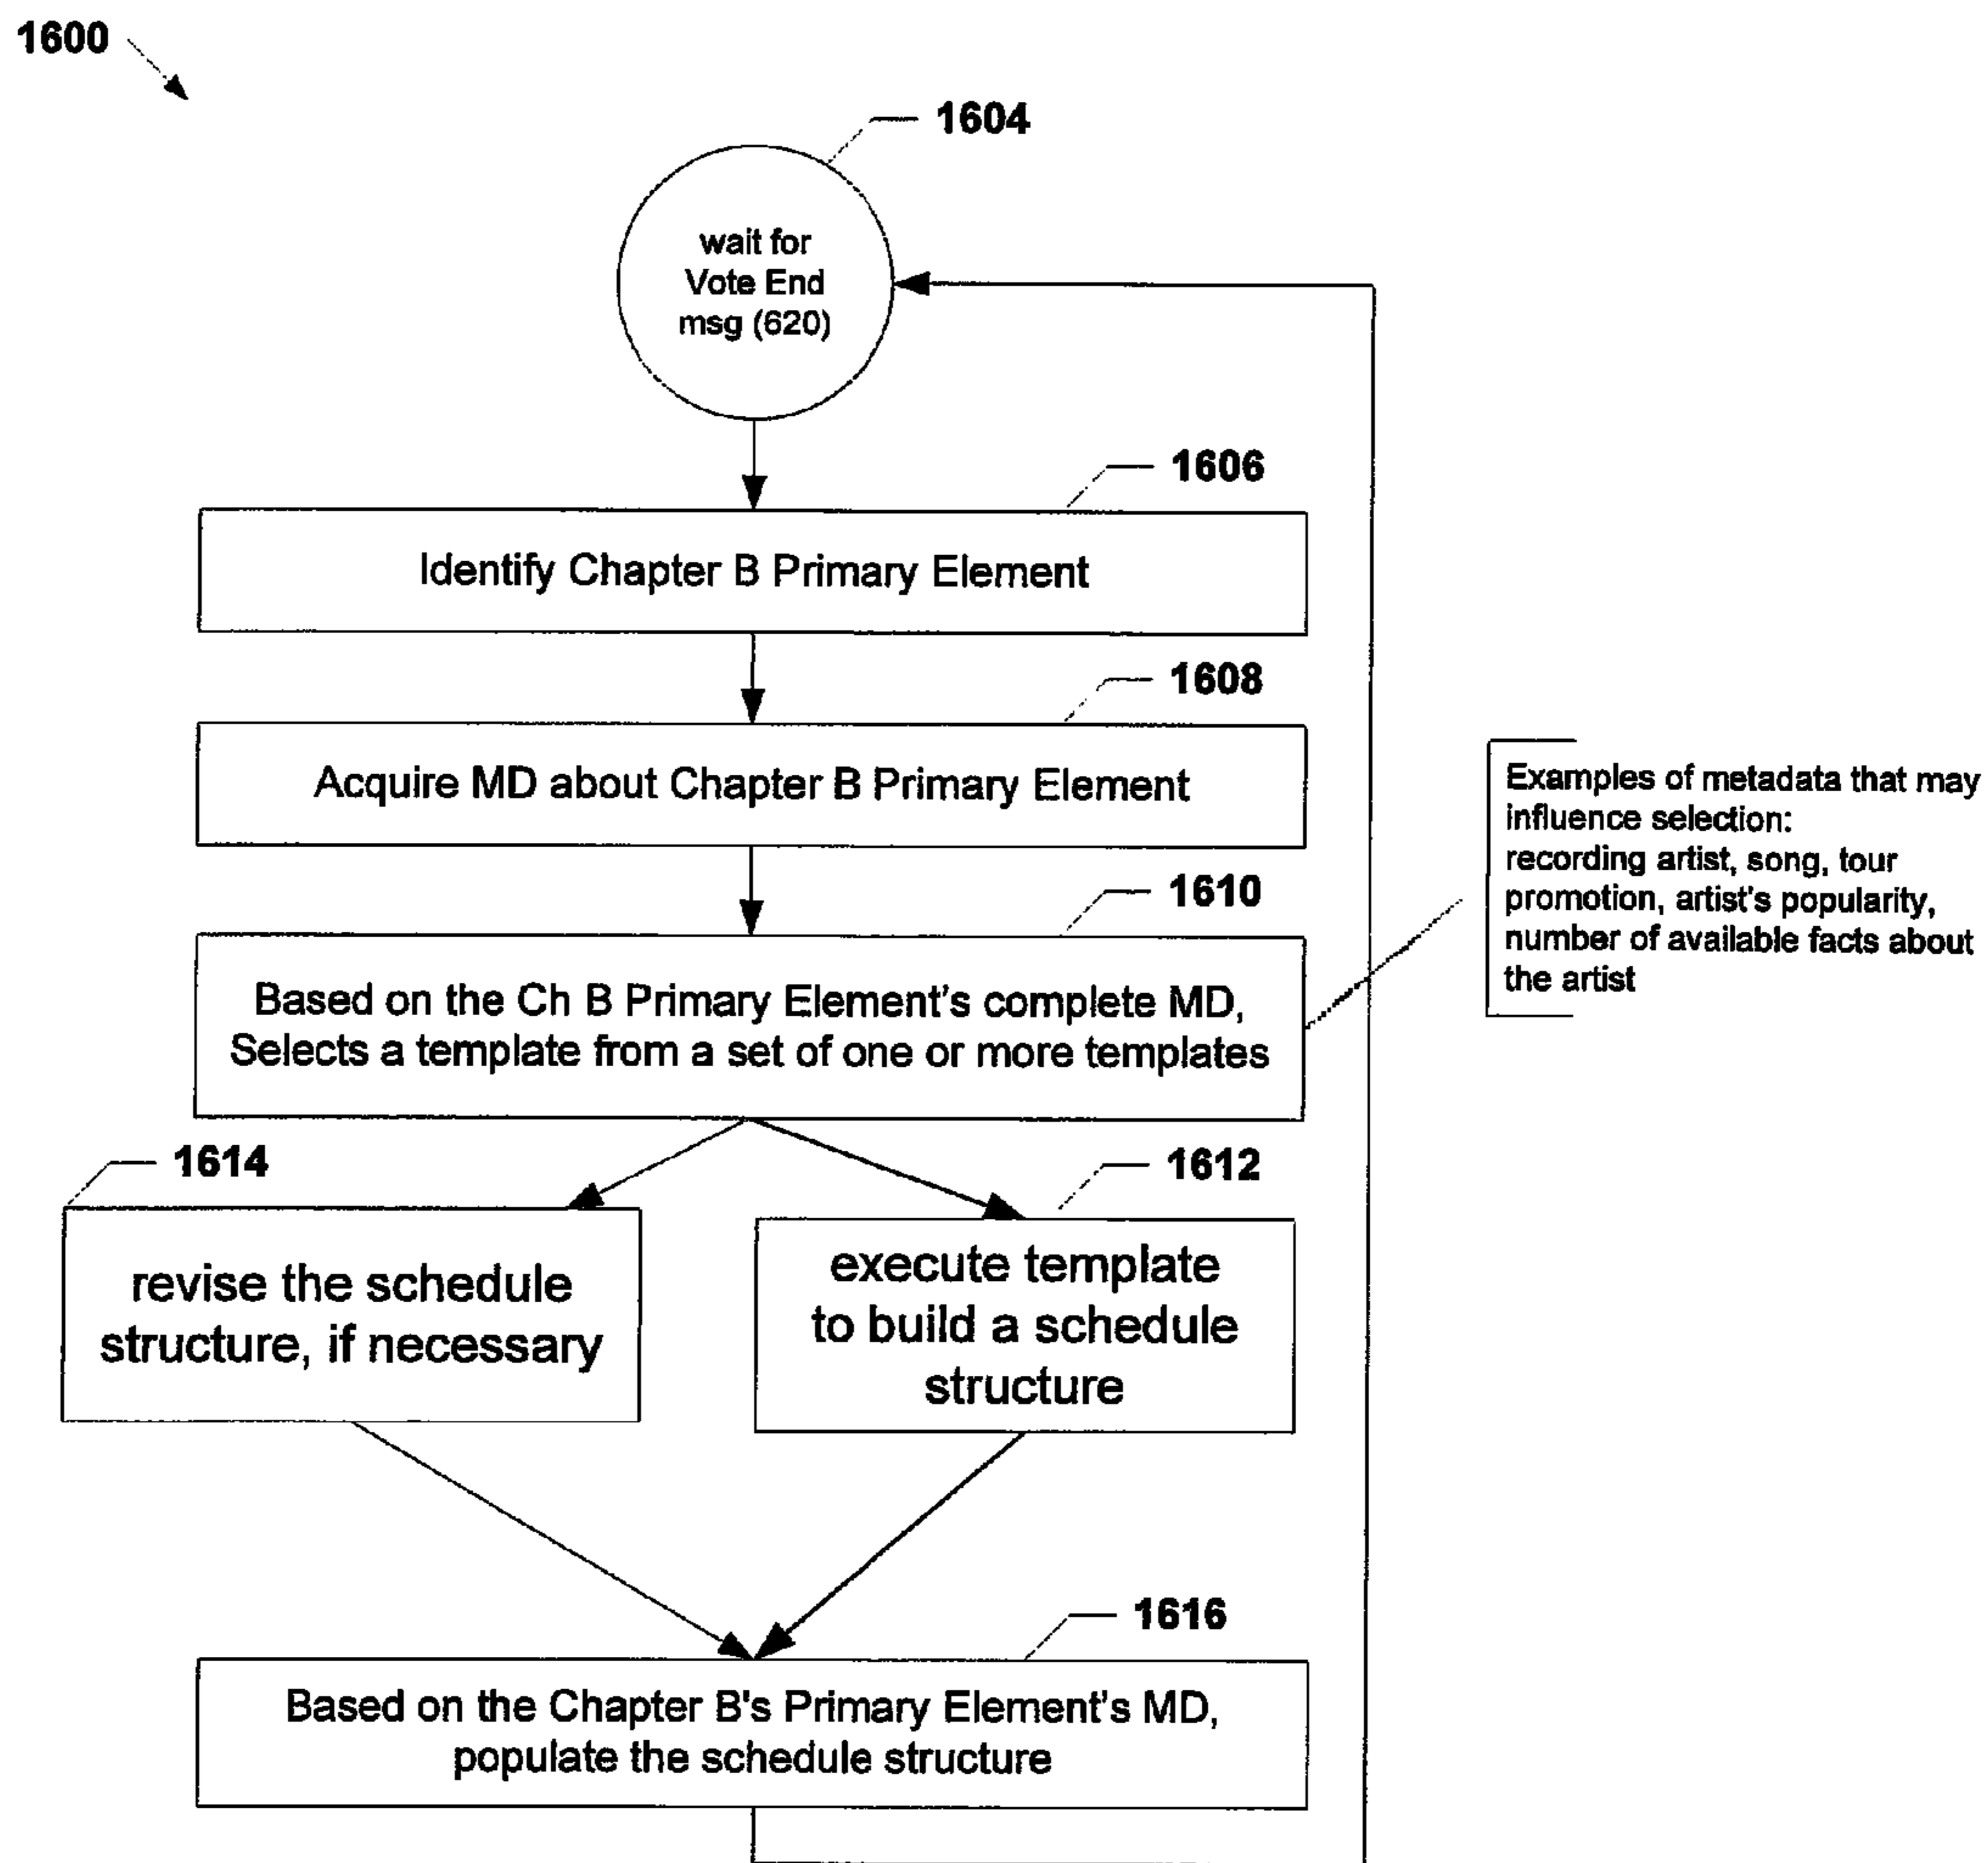 1600
1604
wait for
Vote End
msg (620)
1606
Identify Chapter B Primary Element
1608
Acquire MD about Chapter B Primary Element
1610
Based on the Ch B Primary Element's complete MD,
Selects a template from a set of one or more templates
Examples of metadata that may
influence selection:
recording artist, song, tour
promotion, artist's popularity,
number of available facts about
the artist
1614
revise the schedule
structure, if necessary
1612
execute template
to build a schedule
structure
1616
Based on the Chapter B's Primary Element's MD,
populate the schedule structure